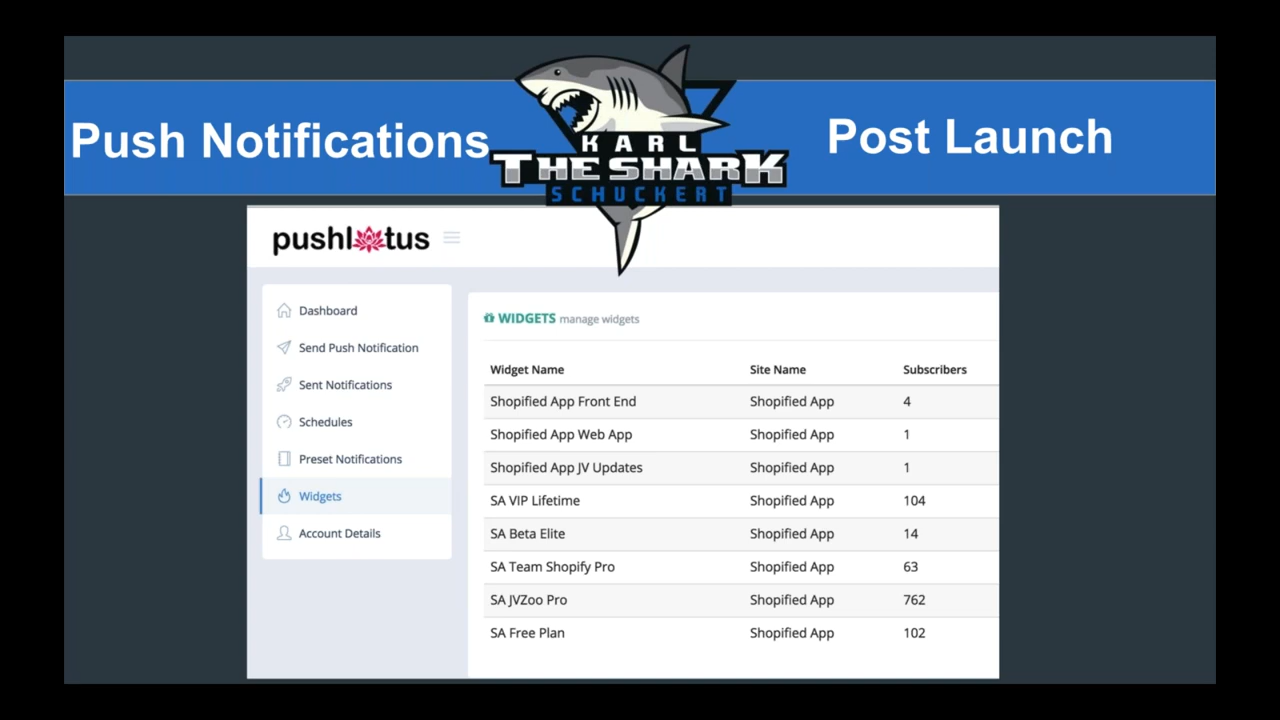 Push Notifications
KARL
THE SHARK
SCHUCKERT
Post Launch
pushlotus
Dashboard
Send Push Notification
Sent Notifications
Schedules
Preset Notifications
Widgets
Account Details
WIDGETS manage widgets
Widget Name Site Name Subscribers
Shopified App Front End Shopified App 4
Shopified App Web App Shopified App 1
Shopified App JV Updates Shopified App 1
SA VIP Lifetime Shopified App 104
SA Beta Elite Shopified App 14
SA Team Shopify Pro Shopified App 63
SA JVZoo Pro Shopified App 762
SA Free Plan Shopified App 102